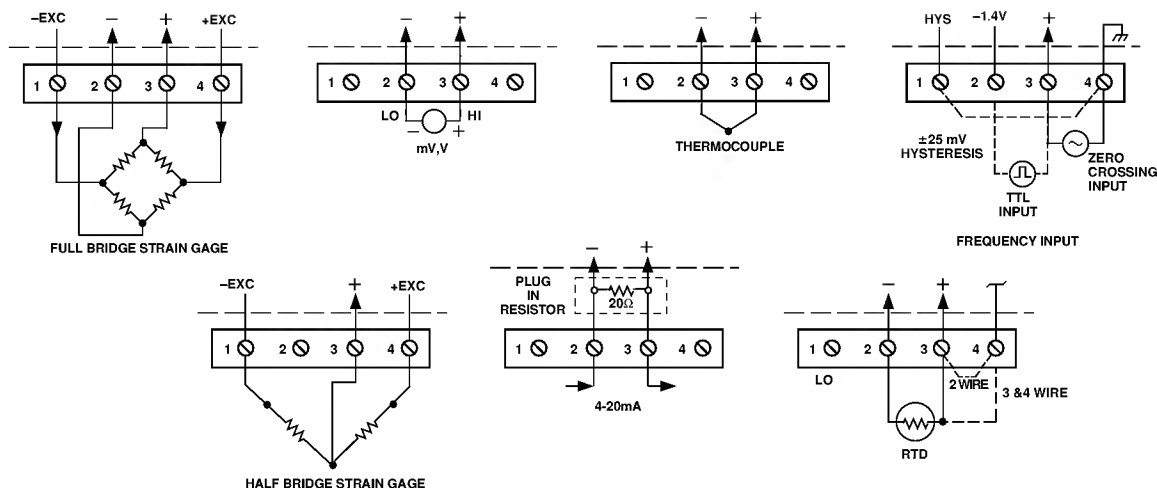 –EXC – + +EXC
1 2 3 4
FULL BRIDGE STRAIN GAGE
– +
1 2 3 4
LO – + HI
mV,V
– +
1 2 3 4
THERMOCOUPLE
HYS –1.4V +
1 2 3 4
±25 mV
HYSTERESIS
ZERO
CROSSING
INPUT
TTL
INPUT
FREQUENCY INPUT
–EXC + +EXC
1 2 3 4
HALF BRIDGE STRAIN GAGE
– +
PLUG
IN
RESISTOR
20Ω
1 2 3 4
4-20mA
– +
1 2 3 4
LO
2 WIRE
3 &4 WIRE
RTD